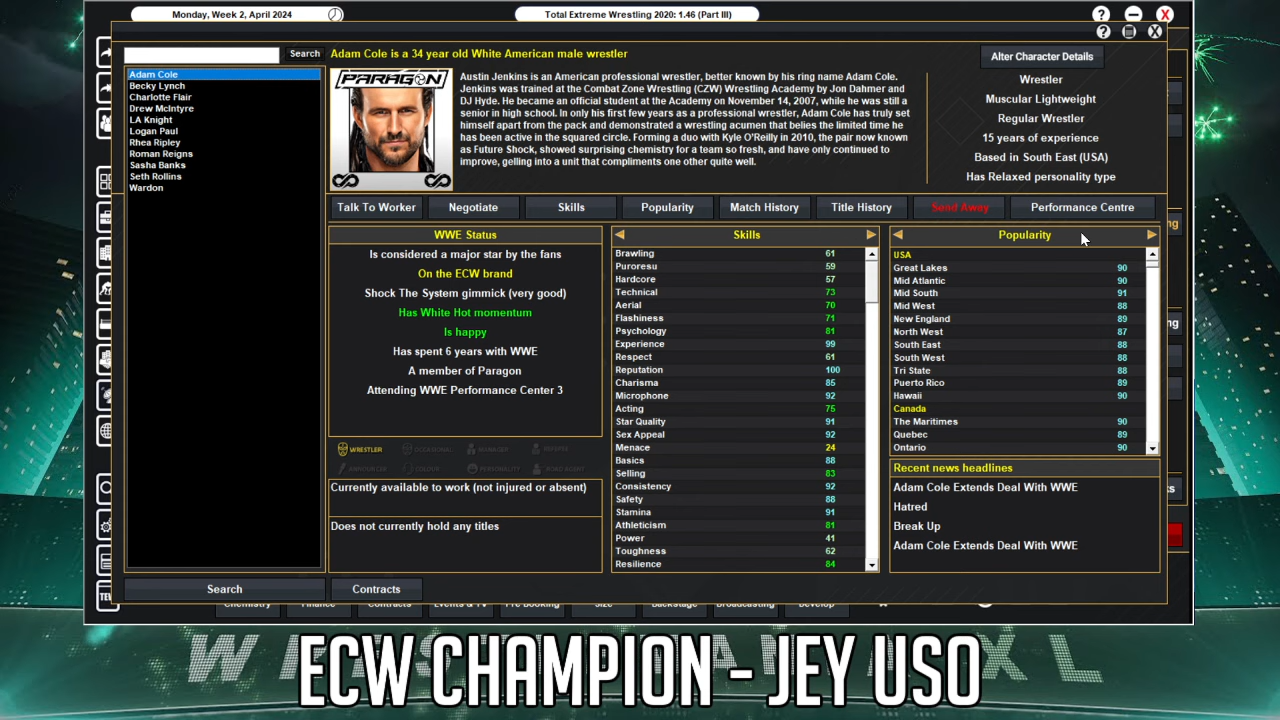 Monday, Week 2, April 2024
Total Extreme Wrestling 2020: 1.46 (Part III)
?
X
?
X
Search
Adam Cole is a 34 year old White American male wrestler
Alter Character Details
Adam Cole
Becky Lynch
Charlotte Flair
Drew McIntyre
LA Knight
Logan Paul
Rhea Ripley
Roman Reigns
Sasha Banks
Seth Rollins
Wardon
PARAGON
Austin Jenkins is an American professional wrestler, better known by his ring name Adam Cole.
Jenkins was trained at the Combat Zone Wrestling (CZW) Wrestling Academy by Jon Dahmer and
DJ Hyde. He became an official student at the Academy on November 14, 2007, while he was still a
senior in high school. In only his first few years as a professional wrestler, Adam Cole has truly set
himself apart from the pack and demonstrated a wrestling acumen that belies the limited time he
has been active in the squared circle. Forming a duo with Kyle O'Reilly in 2010, the pair now known
as Future Shock, showed surprising chemistry for a team so fresh, and have only continued to
improve, gelling into a unit that compliments one other quite well.
Wrestler
Muscular Lightweight
Regular Wrestler
15 years of experience
Based in South East (USA)
Has Relaxed personality type
Talk To Worker
Negotiate
Skills
Popularity
Match History
Title History
Send Away
Performance Centre
WWE Status
Is considered a major star by the fans
On the ECW brand
Shock The System gimmick (very good)
Has White Hot momentum
Is happy
Has spent 6 years with WWE
A member of Paragon
Attending WWE Performance Center 3
WRESTLER
OCCASIONAL
MANAGER
REFEREE
ANNOUNCER
COLOUR
PERSONALITY
ROAD AGENT
Currently available to work (not injured or absent)
Does not currently hold any titles
Skills
Brawling 61
Puroresu 59
Hardcore 57
Technical 73
Aerial 70
Flashiness 71
Psychology 81
Experience 99
Respect 61
Reputation 100
Charisma 85
Microphone 92
Acting 75
Star Quality 91
Sex Appeal 92
Menace 24
Basics 88
Selling 83
Consistency 92
Safety 88
Stamina 91
Athleticism 81
Power 41
Toughness 62
Resilience 84
Popularity
USA
Great Lakes 90
Mid Atlantic 90
Mid South 91
Mid West 88
New England 89
North West 87
South East 88
South West 88
Tri State 88
Puerto Rico 89
Hawaii 90
Canada
The Maritimes 90
Quebec 89
Ontario 90
Recent news headlines
Adam Cole Extends Deal With WWE
Hatred
Break Up
Adam Cole Extends Deal With WWE
Search
Contracts
Chemistry
Finance
Contracts
Events & TV
Pre Booking
Size
Backstage
Broadcasting
Develop
ECW CHAMPION - JEY USO